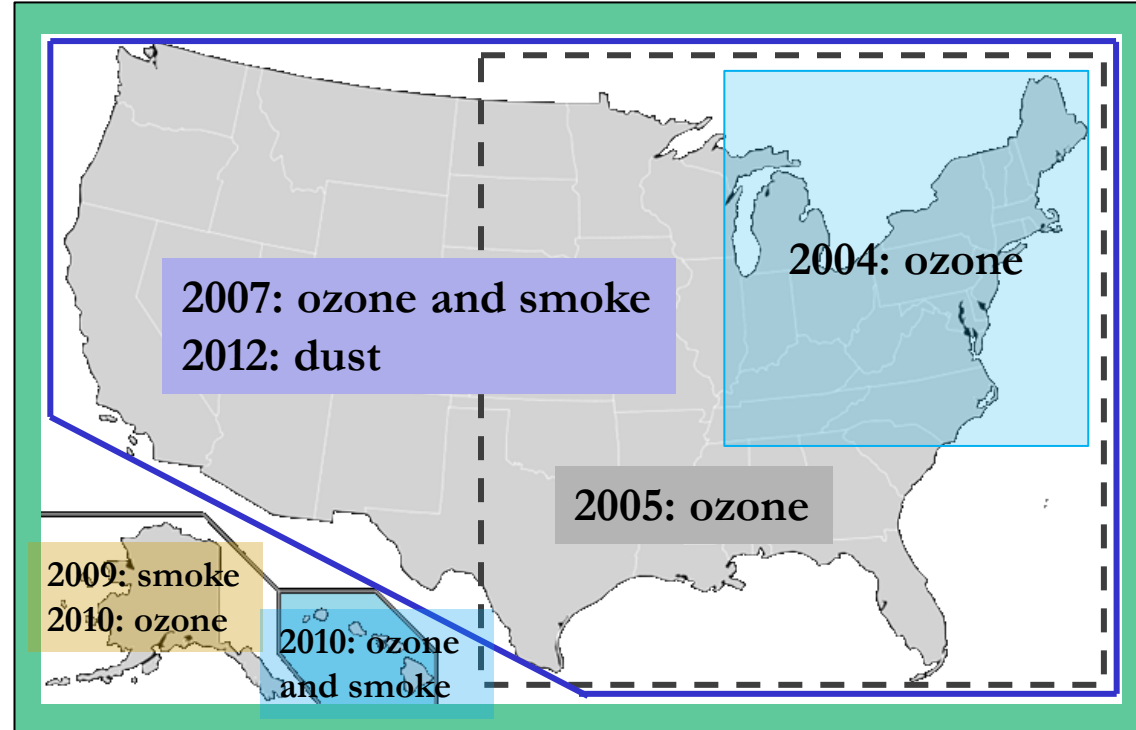 2004: ozone
2007: ozone and smoke
2012: dust
2005: ozone
2009: smoke
2010: ozone
2010: ozone
and smoke